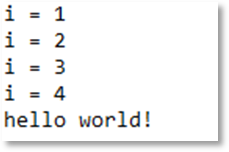 i = 1
i = 2
i = 3
i = 4
hello world!